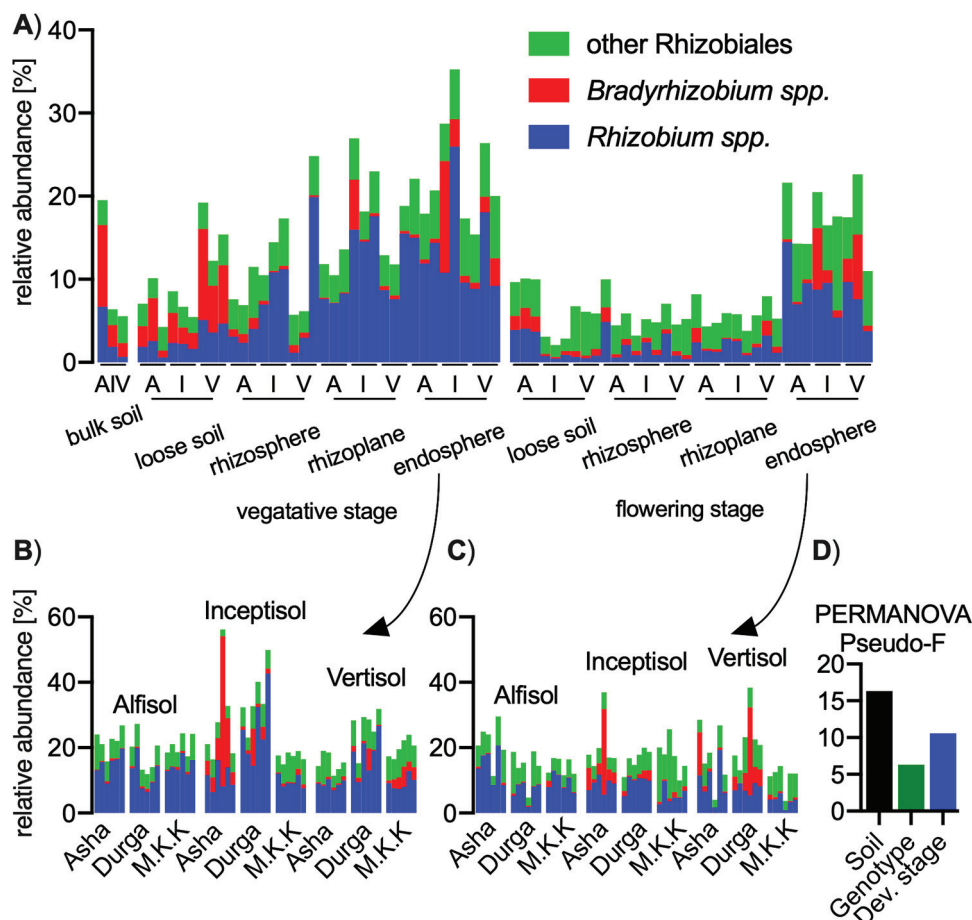 A)
40
30
20
10
0
relative abundance [%]
other Rhizobiales
Bradyrhizobium spp.
Rhizobium spp.
AIV A I V A I V A I V A I V A I V A I V A I V A I V
bulk soil
loose soil
rhizosphere
rhizoplane
endosphere
loose soil
rhizosphere
rhizoplane
endosphere
vegatative stage
flowering stage
B)
60
40
20
0
relative abundance [%]
Alfisol
Inceptisol
Vertisol
Asha
Durga
M.K.K
Asha
Durga
M.K.K
Asha
Durga
M.K.K
C)
60
40
20
0
Alfisol
Inceptisol
Vertisol
Asha
Durga
M.K.K
Asha
Durga
M.K.K
Asha
Durga
M.K.K
D)
PERMANOVA
Pseudo-F
20
15
10
5
0
Soil
Genotype
Dev. stage